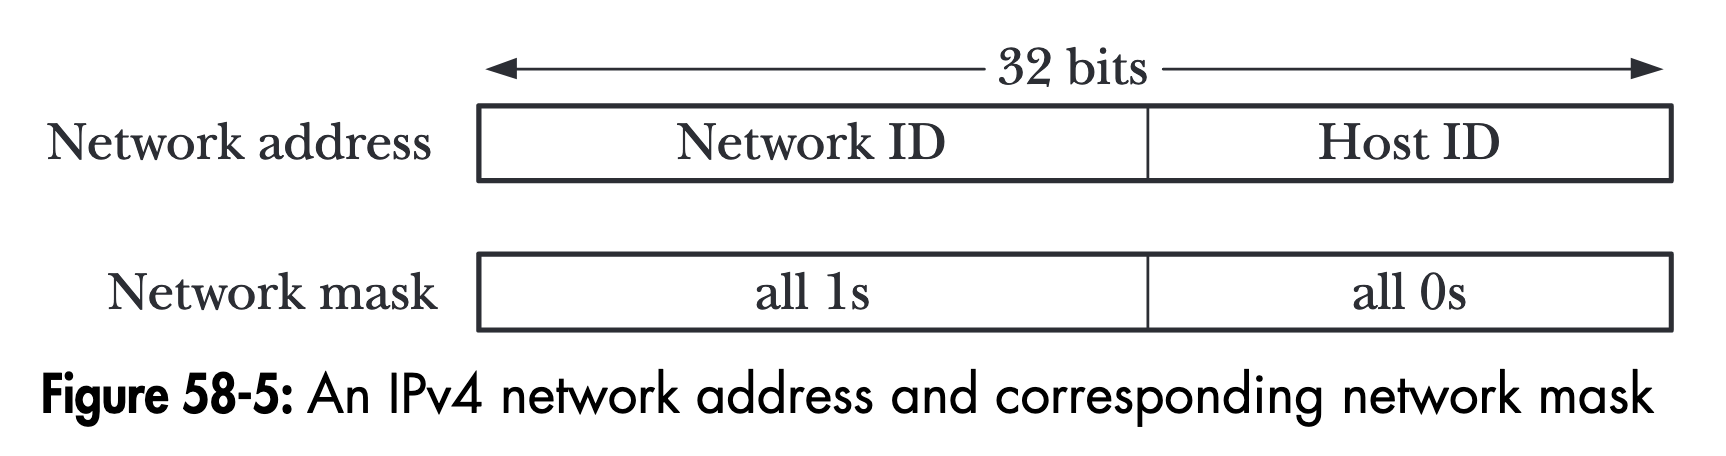 32 bits
Network address Network ID Host ID
Network mask all 1s all 0s
Figure 58-5: An IPv4 network address and corresponding network mask